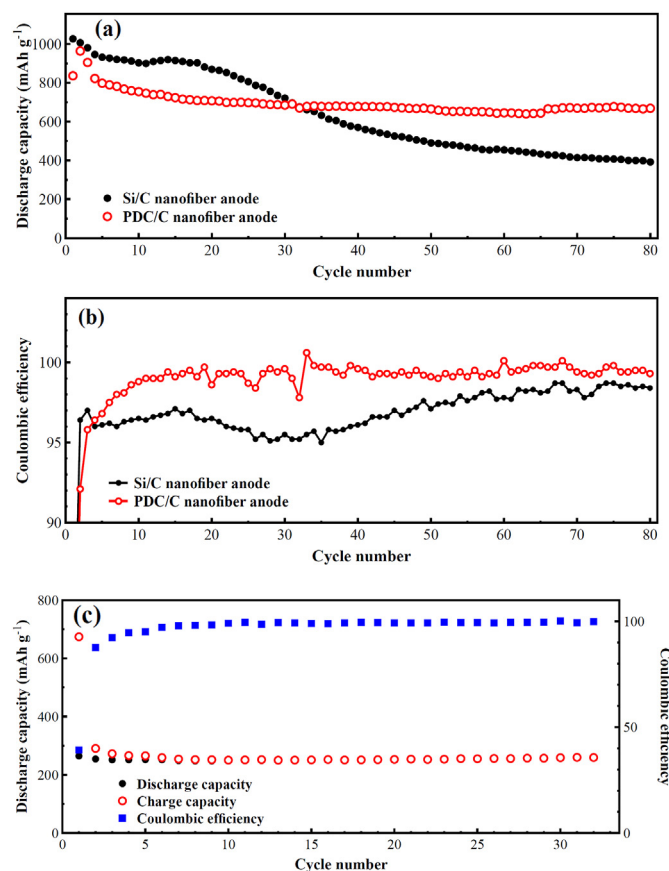 (a)
Discharge capacity (mAh g⁻¹)
1000
800
600
400
200
0
Si/C nanofiber anode
PDC/C nanofiber anode
0 10 20 30 40 50 60 70 80
Cycle number
(b)
Coulombic efficiency
100
95
90
Si/C nanofiber anode
PDC/C nanofiber anode
0 10 20 30 40 50 60 70 80
Cycle number
(c)
Discharge capacity (mAh g⁻¹)
800
600
400
200
0
100
50
0
Coulombic efficiency
Discharge capacity
Charge capacity
Coulombic efficiency
0 5 10 15 20 25 30
Cycle number